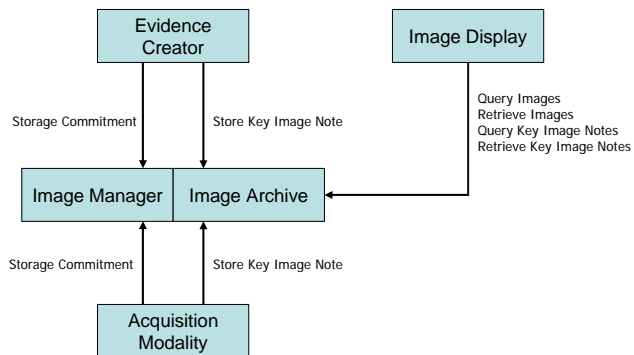 Evidence
Creator
Image Display
Query Images
Retrieve Images
Query Key Image Notes
Retrieve Key Image Notes
Storage Commitment
Store Key Image Note
Image Manager
Image Archive
Storage Commitment
Store Key Image Note
Acquisition
Modality